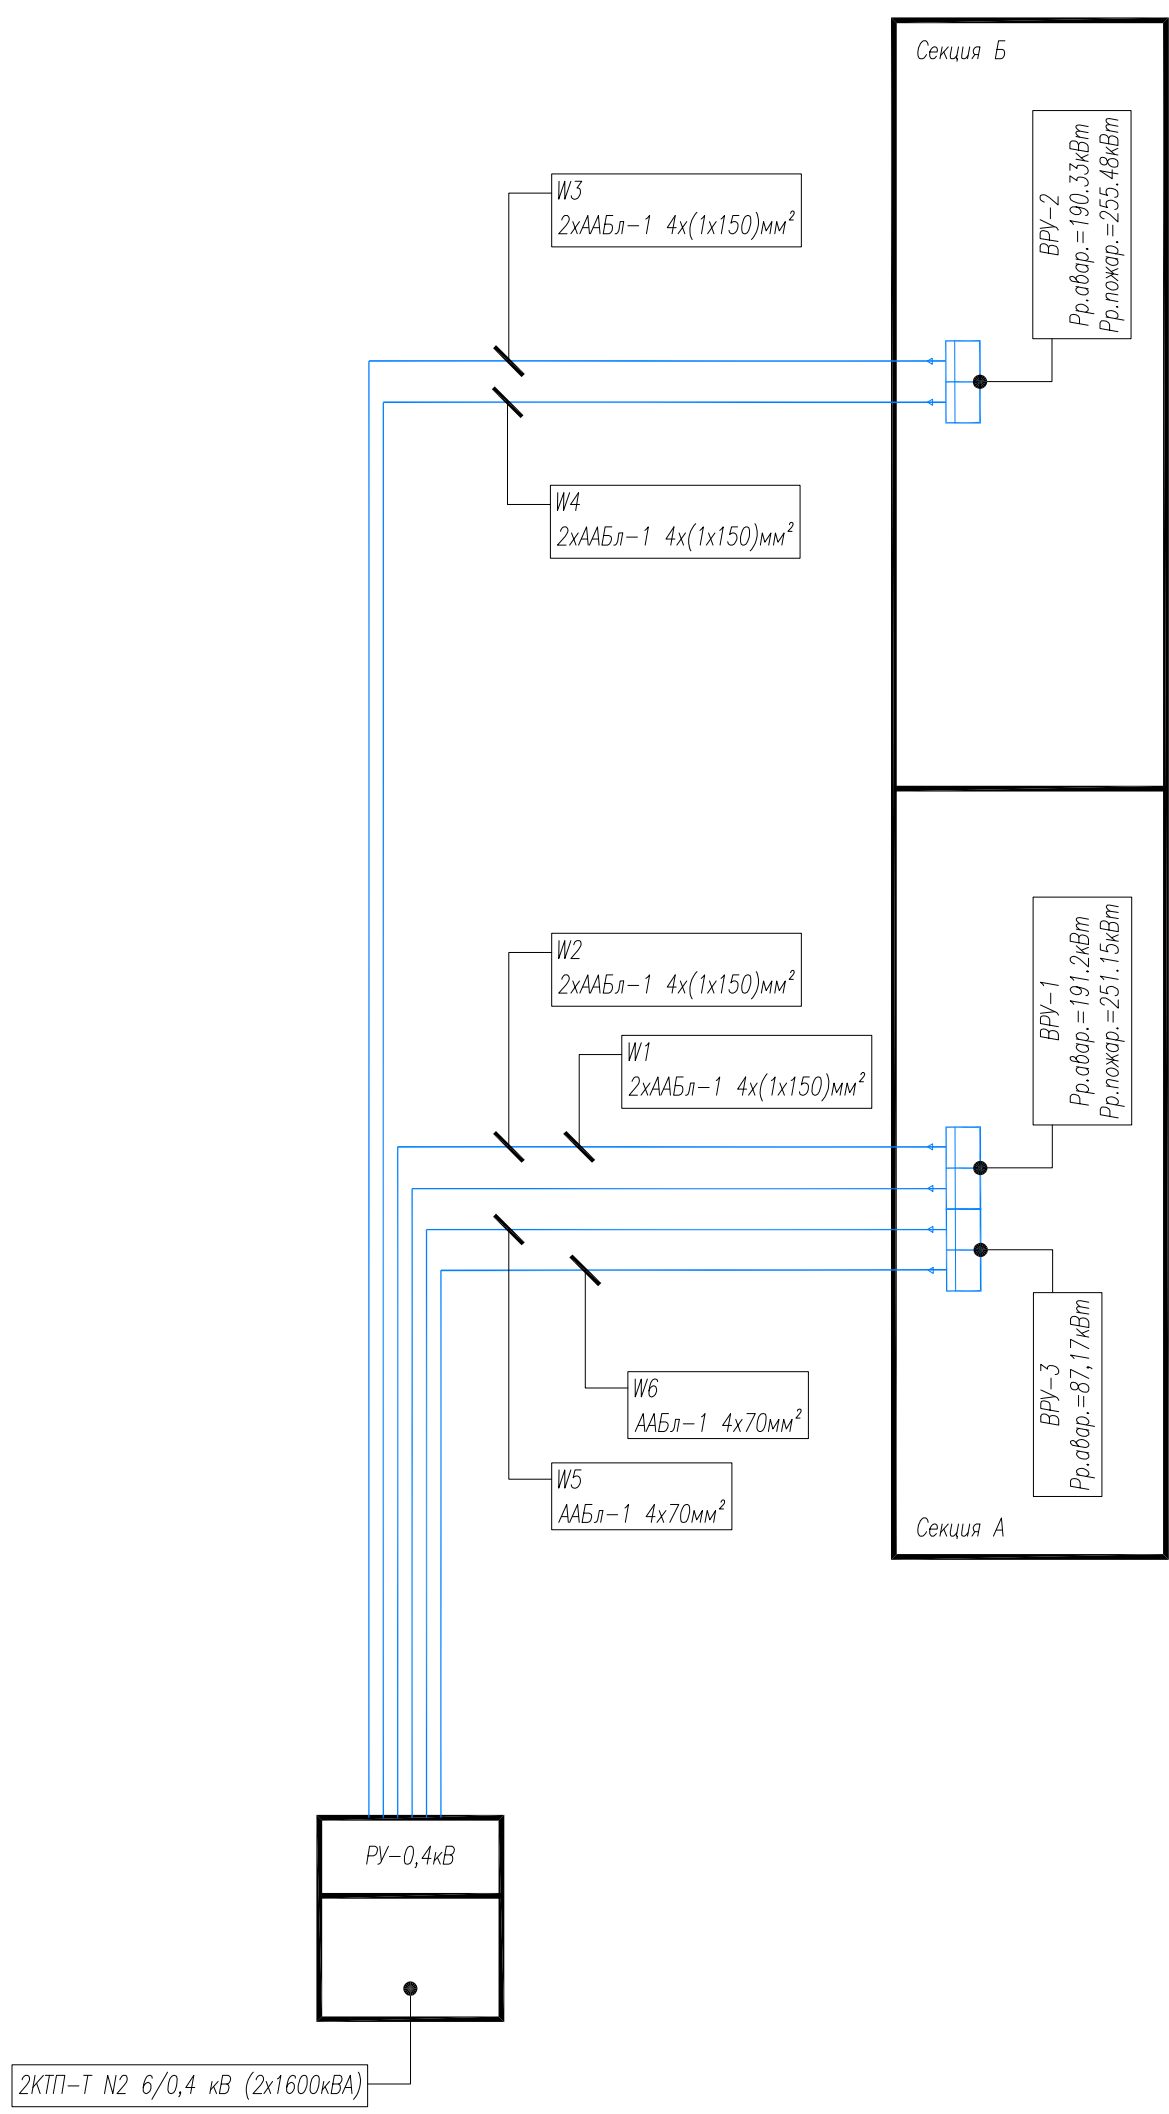 Секция Б
ВРУ-2
Рр.авар.=190.33кВт
Рр.пожар.=255.48кВт
W3
2хААБл-1 4х(1х150)мм²
W4
2хААБл-1 4х(1х150)мм²
W2
2хААБл-1 4х(1х150)мм²
W1
2хААБл-1 4х(1х150)мм²
ВРУ-1
Рр.авар.=191.2кВт
Рр.пожар.=251.15кВт
ВРУ-3
Рр.авар.=87,17кВт
W6
ААБл-1 4х70мм²
W5
ААБл-1 4х70мм²
Секция А
РУ-0,4кВ
2КТП-Т N2 6/0,4 кВ (2х1600кВА)